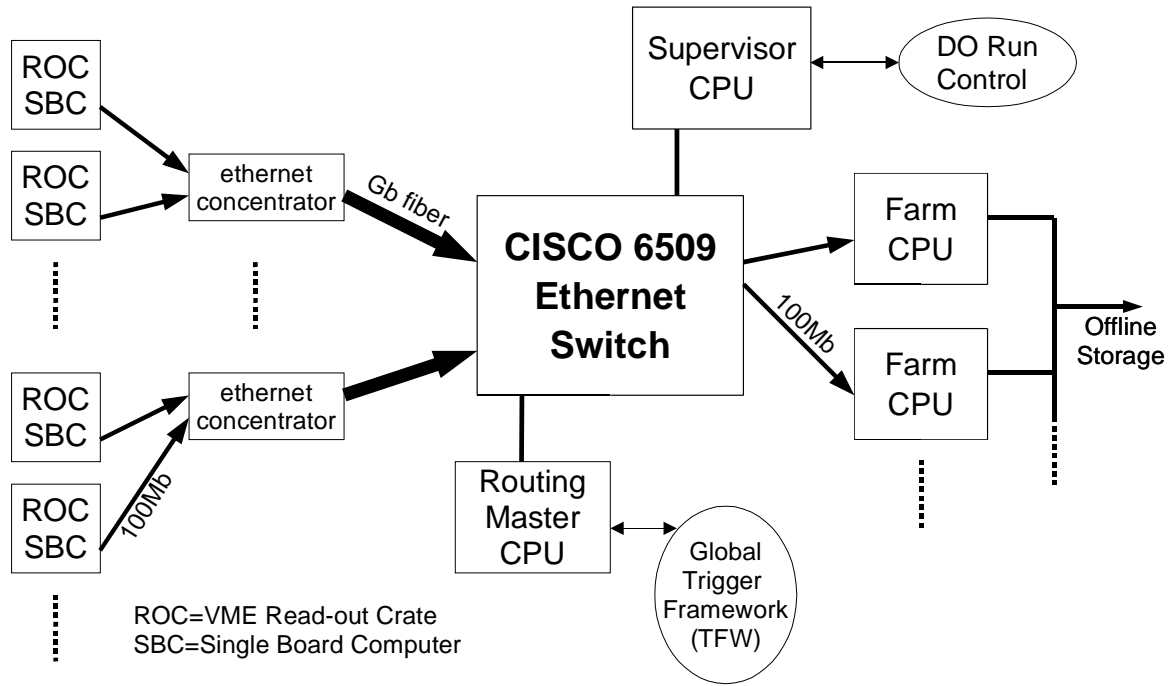 ROC
SBC
ROC
SBC
ethernet
concentrator
Gb fiber
Supervisor
CPU
DO Run
Control
CISCO 6509
Ethernet
Switch
Farm
CPU
100Mb
Farm
CPU
Offline
Storage
ROC
SBC
ROC
SBC
100Mb
ethernet
concentrator
Routing
Master
CPU
Global
Trigger
Framework
(TFW)
ROC=VME Read-out Crate
SBC=Single Board Computer